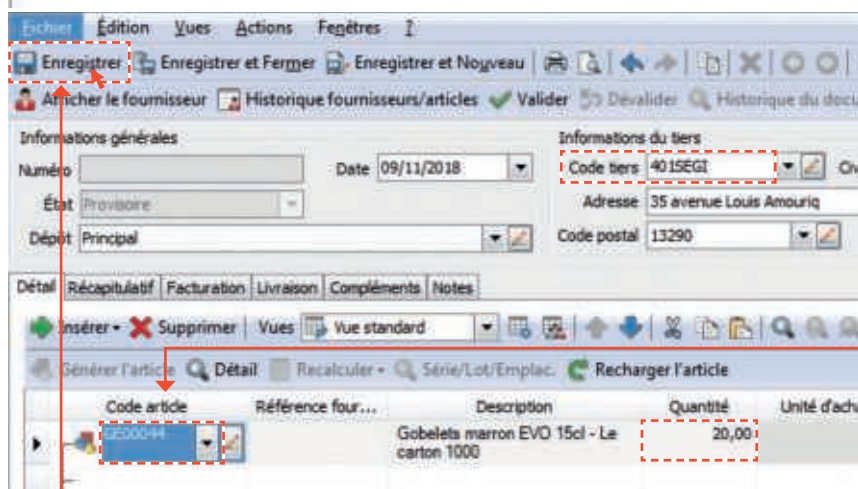 Fichier Édition Vues Actions Fenêtres ?
Enregistrer Enregistrer et Fermer Enregistrer et Nouveau
Afficher le fournisseur Historique fournisseurs/articles Valider Dévalider Historique du docu
Informations générales Informations du tiers
Numéro Date 09/11/2018 Code tiers 401SEGI
État Provisoire Adresse 35 avenue Louis Amouriq
Dépôt Principal Code postal 13290
Détail Récapitulatif Facturation Livraison Compléments Notes
Insérer Supprimer Vues Vue standard
Générer l'article Détail Recalculer Série/Lot/Emplac. Recharger l'article
Code article Référence four... Description Quantité Unité d'acha
GE00044 Gobelets marron EVO 15cl - Le 20,00
carton 1000